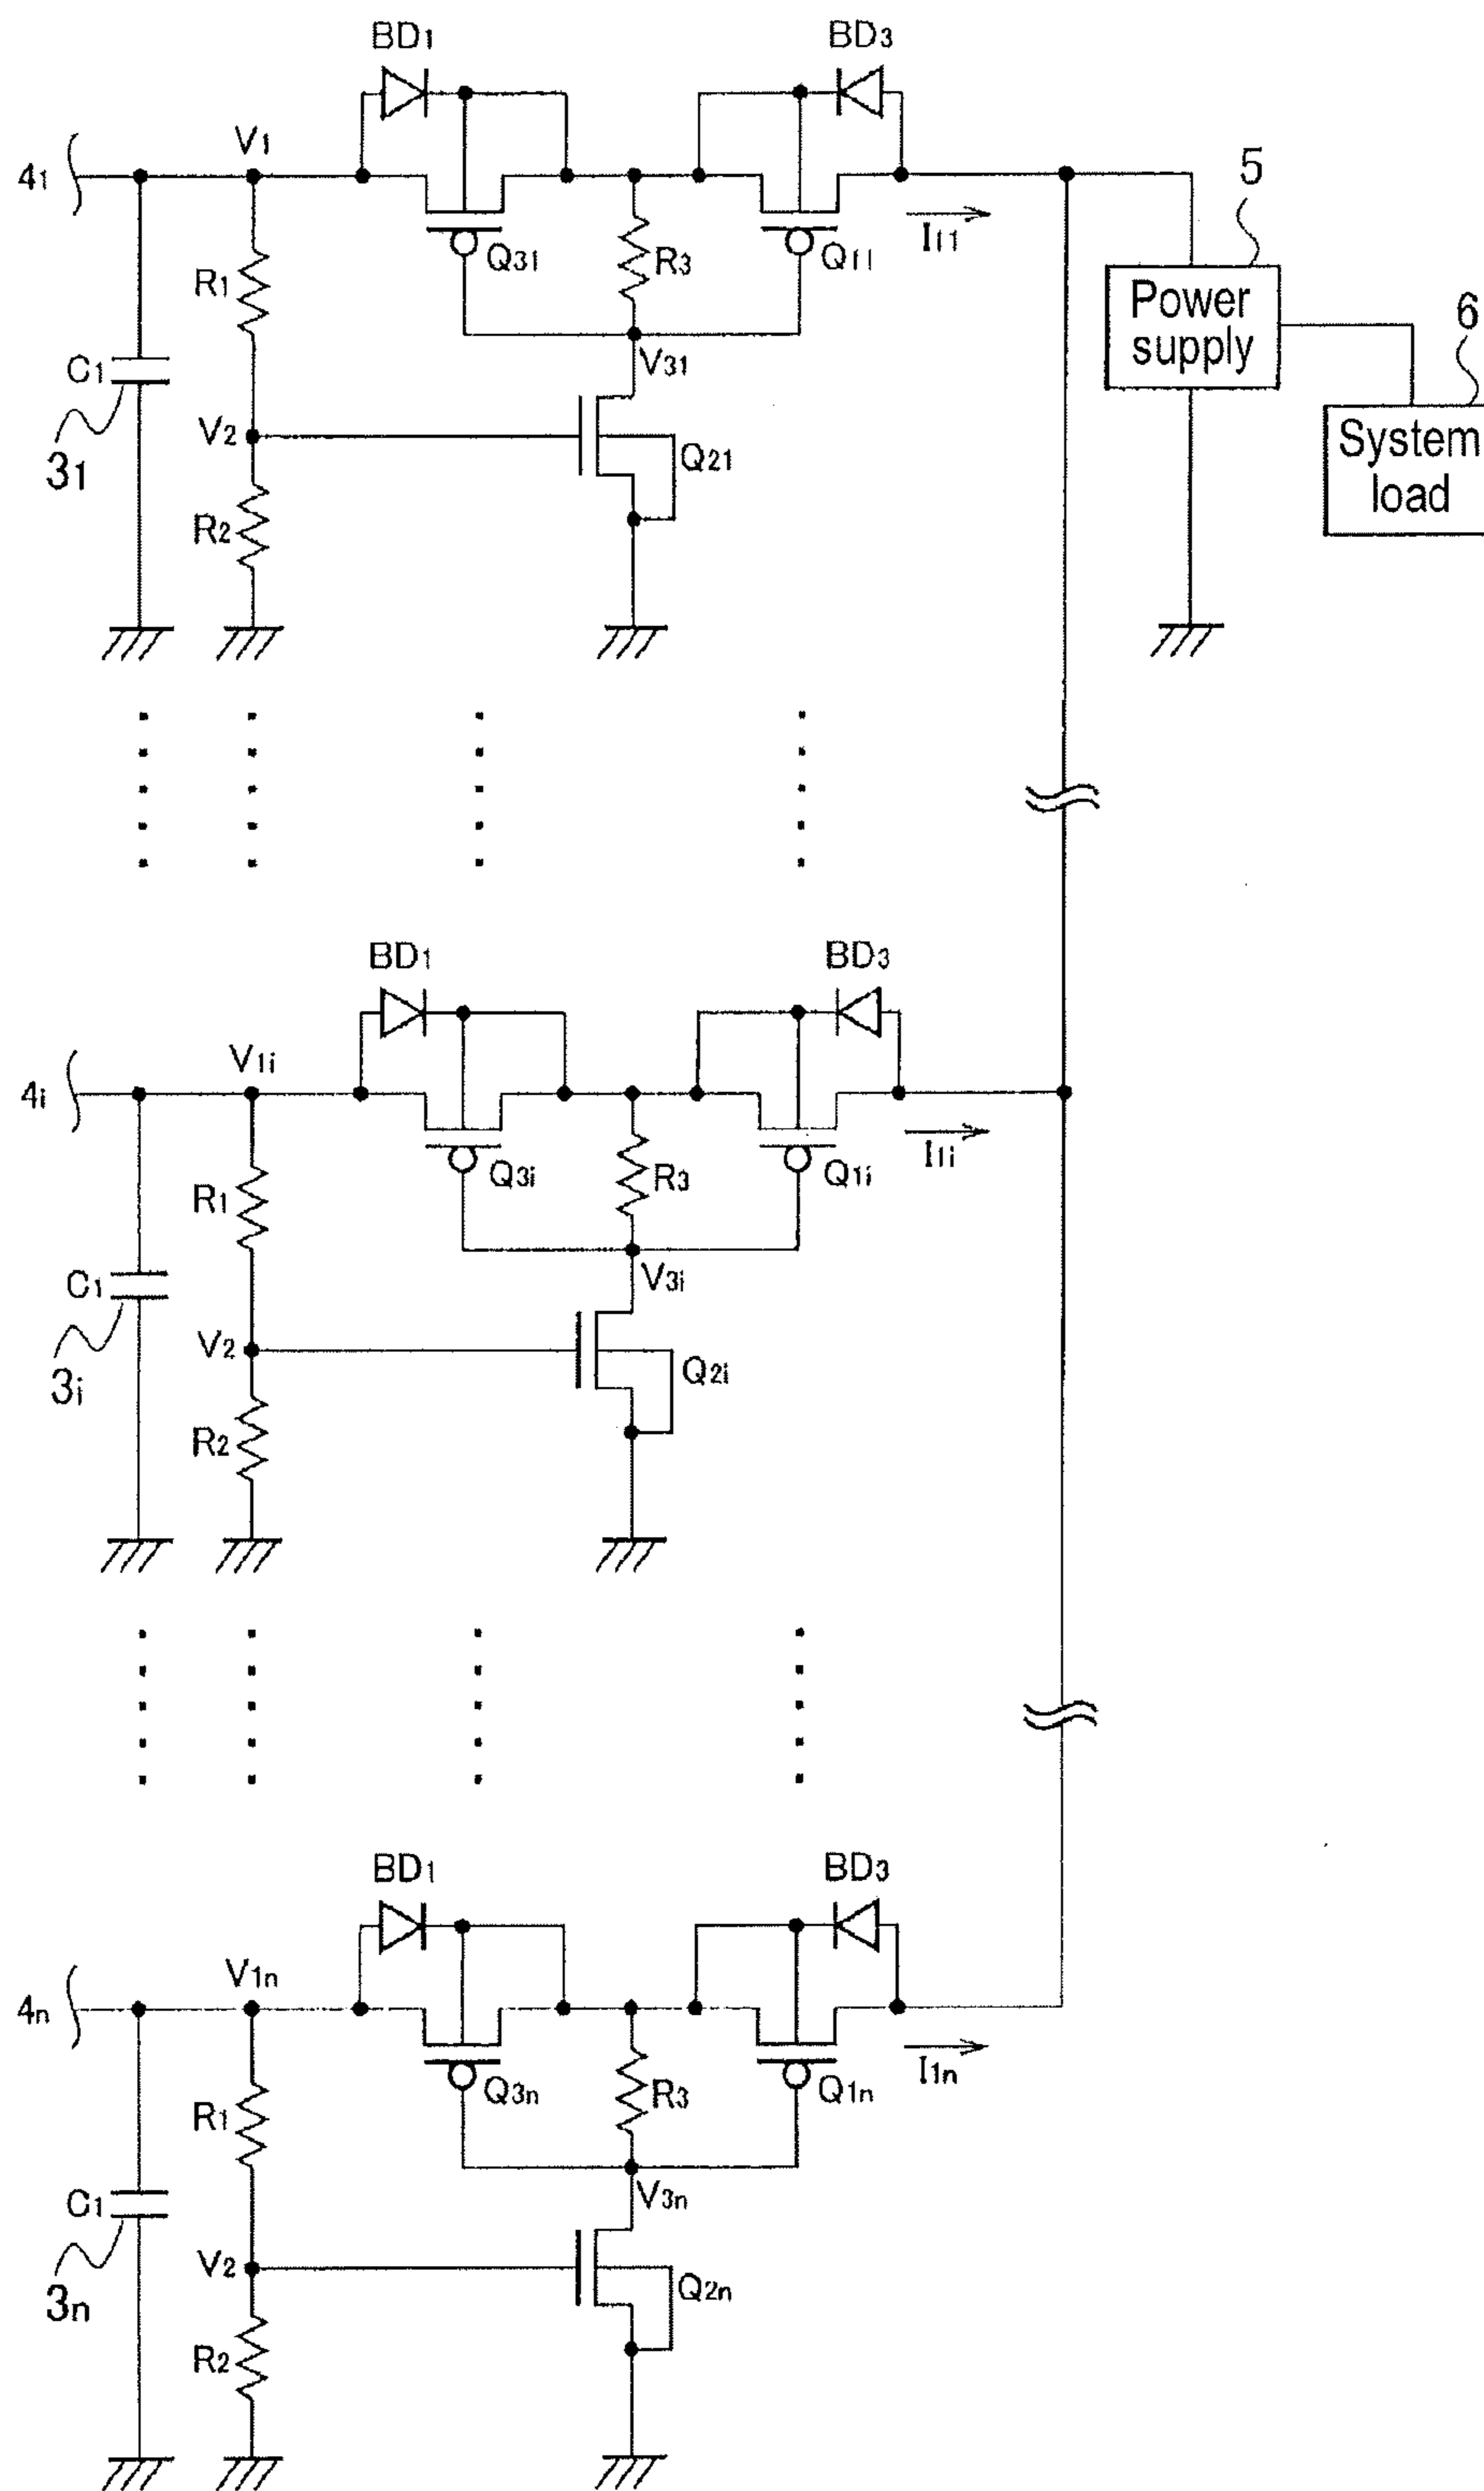 BD1 BD3
41 V1 5
Q31 R3 Q11 I11
R1 Power supply 6
C1 V31
31 V2 Q21 System load
R2
BD1 BD3
4i V1i
Q3i R3 Q1i I1i
R1
C1 V3i
3i V2 Q2i
R2
BD1 BD3
4n V1n
Q3n R3 Q1n I1n
R1
C1 V3n
3n V2 Q2n
R2